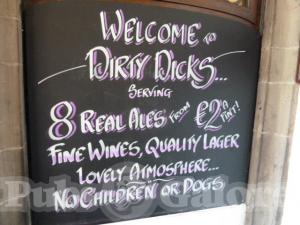 WELCOME TO
DIRTY DICKS...
SERVING
8 REAL ALES FROM €2 A PINT!
FINE WINES, QUALITY LAGER
LOVELY ATMOSPHERE...
NO CHILDREN OR DOGS
Pub Galore